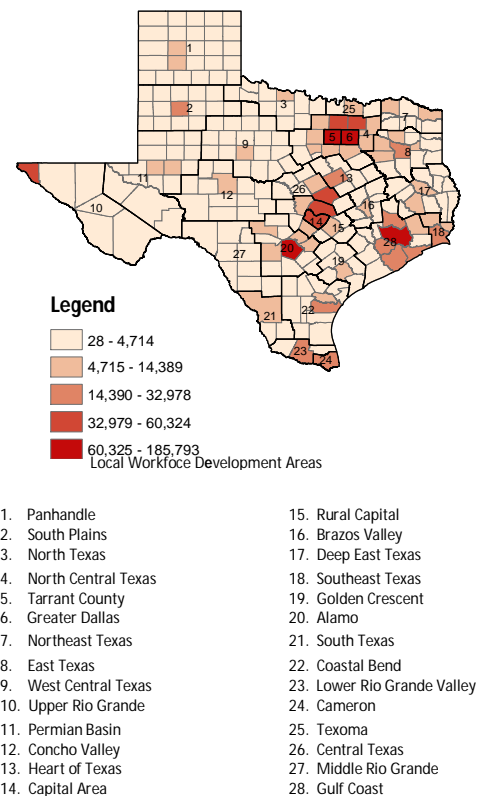 1
2
3
25
7
5 6 4
8
9
11
12
26
13
17
10
16
14
15
18
28
20
27
19
22
21
23
24
Legend
28 - 4,714
4,715 - 14,389
14,390 - 32,978
32,979 - 60,324
60,325 - 185,793
Local Workfoce Development Areas
1. Panhandle
2. South Plains
3. North Texas
4. North Central Texas
5. Tarrant County
6. Greater Dallas
7. Northeast Texas
8. East Texas
9. West Central Texas
10. Upper Rio Grande
11. Permian Basin
12. Concho Valley
13. Heart of Texas
14. Capital Area
15. Rural Capital
16. Brazos Valley
17. Deep East Texas
18. Southeast Texas
19. Golden Crescent
20. Alamo
21. South Texas
22. Coastal Bend
23. Lower Rio Grande Valley
24. Cameron
25. Texoma
26. Central Texas
27. Middle Rio Grande
28. Gulf Coast